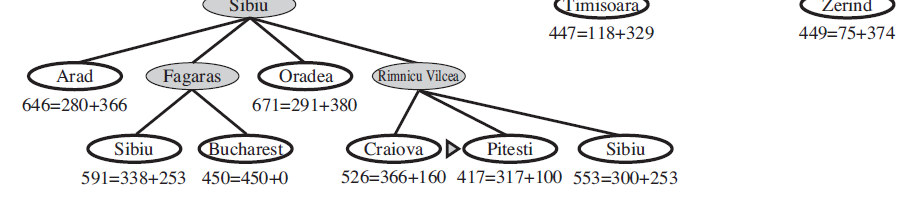 Sibiu Timisoara Zerind
447=118+329 449=75+374
Arad Fagaras Oradea Rimnicu Vilcea
646=280+366 671=291+380
Sibiu Bucharest Craiova Pitesti Sibiu
591=338+253 450=450+0 526=366+160 417=317+100 553=300+253